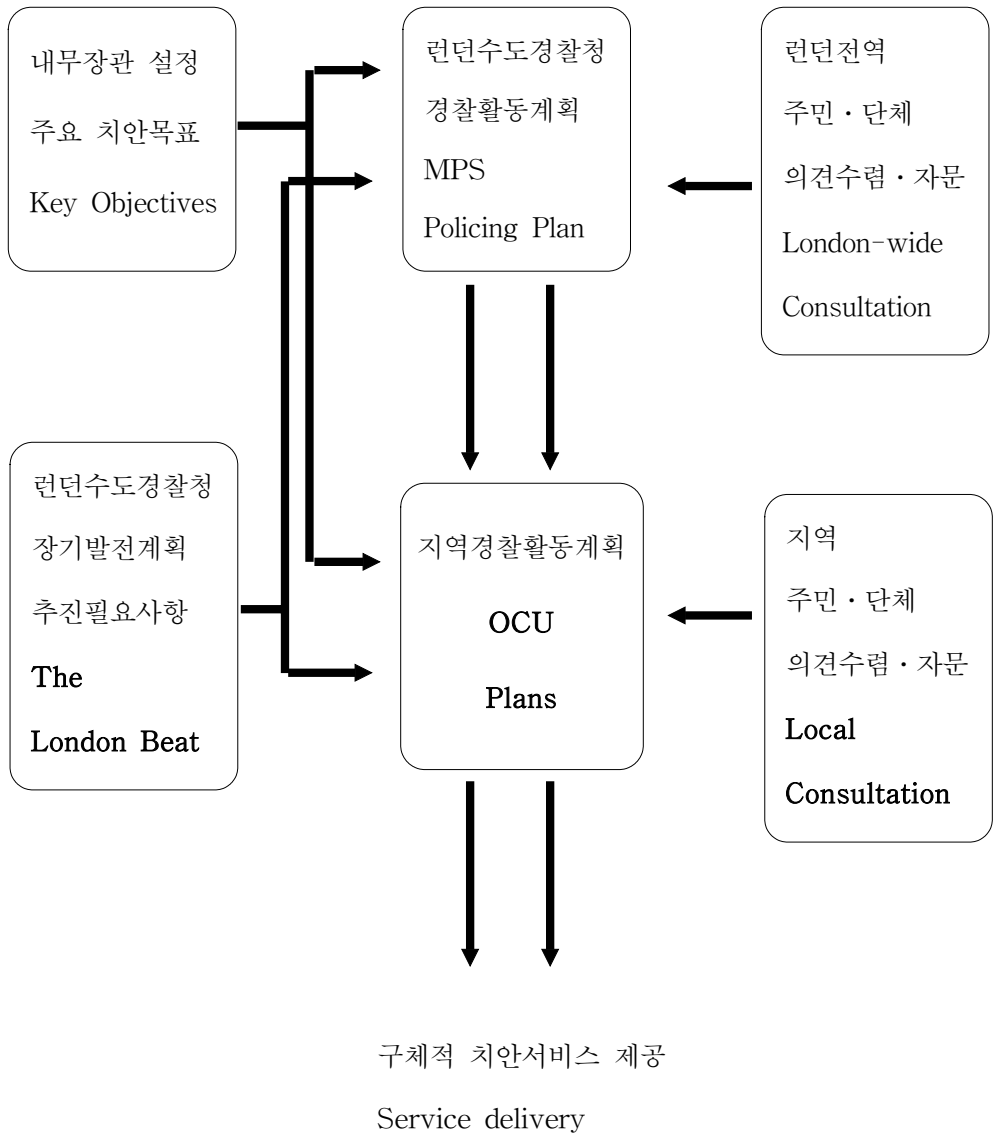 내무장관 설정
주요 치안목표
Key Objectives
런던수도경찰청
경찰활동계획
MPS
Policing Plan
런던전역
주민·단체
의견수렴·자문
London-wide
Consultation
런던수도경찰청
장기발전계획
추진필요사항
The
London Beat
지역경찰활동계획
OCU
Plans
지역
주민·단체
의견수렴·자문
Local
Consultation
구체적 치안서비스 제공
Service delivery